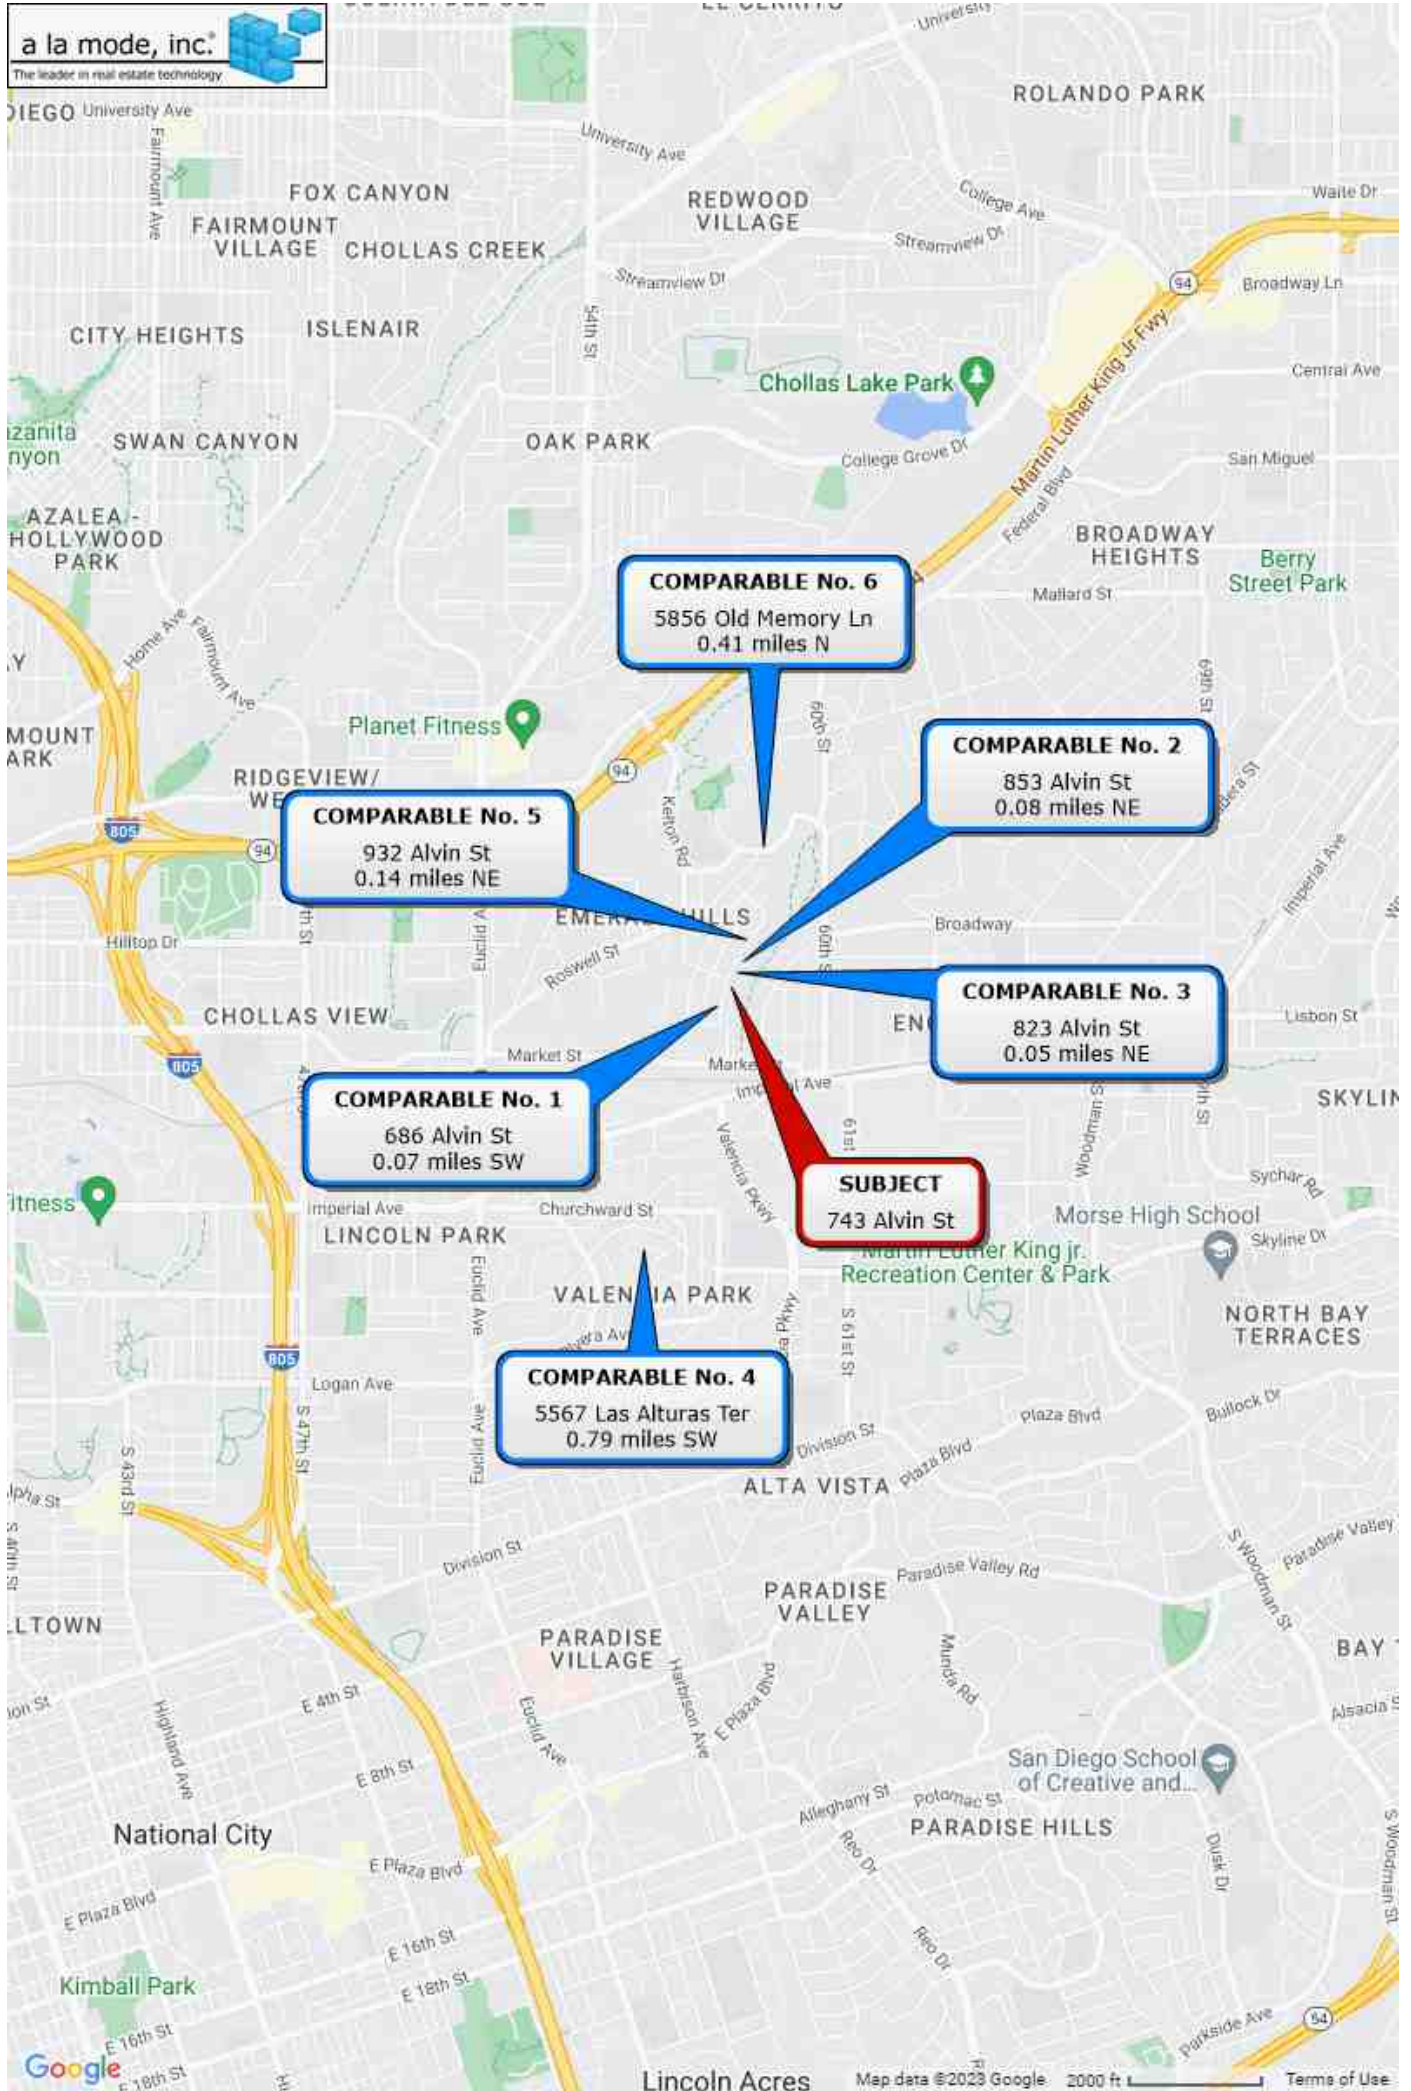 a la mode, inc.®
The leader in real estate technology
University
ROLANDO PARK
DIEGO University Ave
University Ave
Fairmount Ave
FOX CANYON
REDWOOD
VILLAGE
College Ave
Waite Dr
FAIRMOUNT
VILLAGE
CHOLLAS CREEK
Streamview Dr
Streamview Dr
94
Broadway Ln
CITY HEIGHTS
ISLENAIR
54th St
Martin Luther King Jr Fwy
Chollas Lake Park
Central Ave
SWAN CANYON
OAK PARK
College Grove Dr
San Miguel
Federal Blvd
AZALEA -
HOLLYWOOD
PARK
BROADWAY
HEIGHTS
Berry
Street Park
COMPARABLE No. 6
5856 Old Memory Ln
0.41 miles N
Mallard St
Home Ave
Fairmount Ave
69th St
60th St
Planet Fitness
COMPARABLE No. 2
853 Alvin St
0.08 miles NE
RIDGEVIEW/
94
Kelton Rd
COMPARABLE No. 5
932 Alvin St
0.14 miles NE
805
94
Imperial Ave
Broadway
Hilltop Dr
Roswell St
COMPARABLE No. 3
823 Alvin St
0.05 miles NE
CHOLLAS VIEW
Lisbon St
Market St
805
COMPARABLE No. 1
686 Alvin St
0.07 miles SW
Woodman S
SKYLIN
61st
Valencia Pkwy
SUBJECT
743 Alvin St
Sychar Rd
Imperial Ave
Churchward St
Morse High School
Skyline Dr
LINCOLN PARK
Martin Luther King jr.
Recreation Center & Park
Euclid Ave
VALENCIA PARK
S 61st St
NORTH BAY
TERRACES
805
COMPARABLE No. 4
5567 Las Alturas Ter
0.79 miles SW
Logan Ave
S 47th St
Euclid Ave
Plaza Blvd
Bullock Dr
Division St
Plaza Blvd
S 43rd St
ALTA VISTA
S 40th St
Division St
Paradise Valley Rd
S Woodman St
Paradise Valley
PARADISE
VALLEY
LLTOWN
PARADISE
VILLAGE
Harbison Ave
E Plaza Blvd
Munda Rd
BAY
E 4th St
Highland Ave
Euclid Ave
Alsacia S
E 8th St
San Diego School
of Creative and...
Alleghany St
Potomac St
National City
PARADISE HILLS
Reo Dr
Dusk Dr
S Woodman St
E Plaza Blvd
E Plaza Blvd
E 16th St
Reo Dr
Kimball Park
E 18th St
E 16th St
Parkside Ave
54
Google
E 18th St
Lincoln Acres
Map data ©2023 Google
2000 ft
Terms of Use